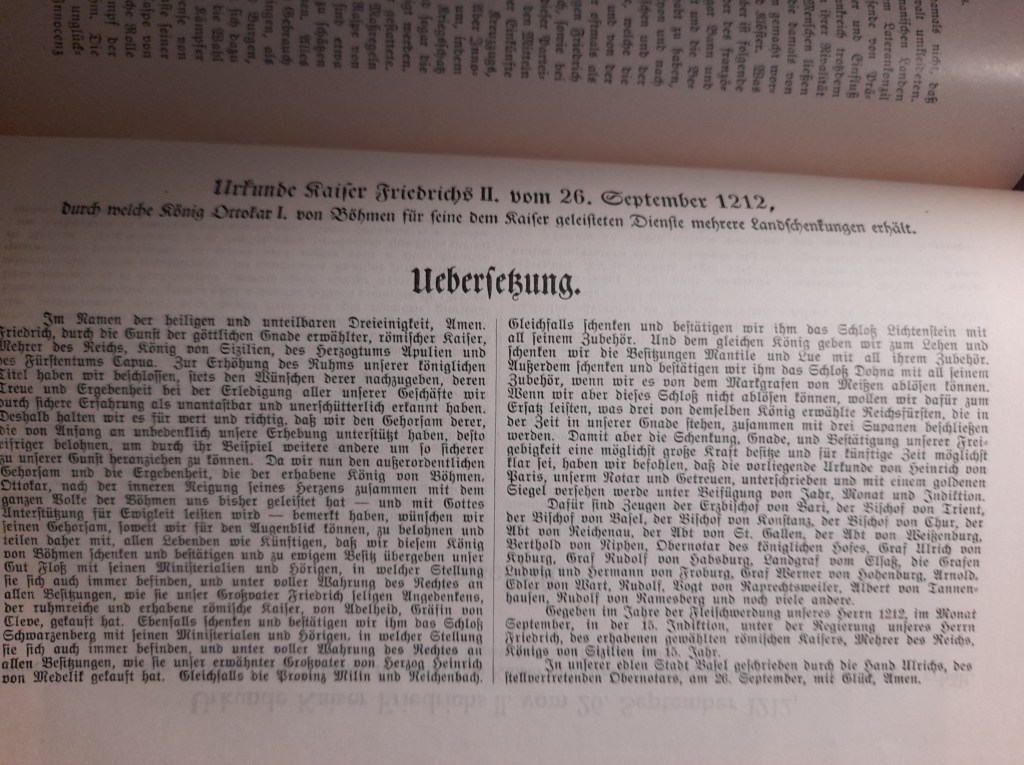 Urkunde Kaiser Friedrichs II. vom 26. September 1212,
durch welche König Ottokar I. von Böhmen für seine dem Kaiser geleisteten Dienste mehrere Landschenkungen erhält.
Uebersetzung.
Im Namen der heiligen und unteilbaren Dreieinigkeit, Amen.
Friedrich, durch die Gunst der göttlichen Gnade erwählter, römischer Kaiser,
Mehrer des Reichs, König von Sizilien, des Herzogtums Apulien und
des Fürstentums Capua. Zur Erhöhung des Ruhms unserer königlichen
Titel haben wir beschlossen, stets den Wünschen derer nachzugeben, deren
Treue und Ergebenheit bei der Erledigung aller unserer Geschäfte wir
durch sichere Erfahrung als unantastbar und unerschütterlich erkannt haben.
Deshalb halten wir es für wert und richtig, daß wir den Gehorsam derer,
die von Anfang an unbedenklich unsere Erhebung unterstützt haben, desto
eifriger belohnen, um durch ihr Beispiel weitere andere um so sicherer
zu unserer Gunst heranziehen zu können. Da wir nun den außerordentlichen
Gehorsam und die Ergebenheit, die der erhabene König von Böhmen,
Ottokar, nach der inneren Neigung seines Herzens zusammen mit dem
ganzen Volke der Böhmen uns bisher geleistet hat — und mit Gottes
Unterstützung für Ewigkeit leisten wird — bemerkt haben, wünschen wir
seinen Gehorsam, soweit wir für den Augenblick können, zu belohnen und
teilen daher mit, allen Lebenden wie Künftigen, daß wir diesem König
von Böhmen schenken und bestätigen und zu ewigem Besitz übergeben unser
Gut Floß mit seinen Ministerialien und Hörigen, in welcher Stellung
sie sich auch immer befinden, und unter voller Wahrung des Rechtes an
allen Besitzungen, wie sie unser Großvater Friedrich seligen Angedenkens,
der ruhmreiche und erhabene römische Kaiser, von Adelheid, Gräfin von
Cleve, gekauft hat. Ebenfalls schenken und bestätigen wir ihm das Schloß
Schwarzenberg mit seinen Ministerialen und Hörigen, in welcher Stellung
sie sich auch immer befinden, und unter voller Wahrung des Rechtes an
allen Besitzungen, wie sie unser erwähnter Großvater von Herzog Heinrich
von Medelik gekauft hat. Gleichfalls die Provinz Milin und Reichenbach.
Gleichfalls schenken und bestätigen wir ihm das Schloß Lichtenstein mit
all seinem Zubehör. Und dem gleichen König geben wir zum Lehen und
schenken wir die Besitzungen Mantile und Lue mit all ihrem Zubehör.
Außerdem schenken und bestätigen wir ihm das Schloß Dohna mit all seinem
Zubehör, wenn wir es von dem Markgrafen von Meißen ablösen können.
Wenn wir aber dieses Schloß nicht ablösen können, wollen wir dafür zum
Ersatz leisten, was drei von demselben König erwählte Reichsfürsten, die in
der Zeit in unserer Gnade stehen, zusammen mit drei Supanen beschließen
werden. Damit aber die Schenkung, Gnade, und Bestätigung unserer Frei-
gebigkeit eine möglichst große Kraft besitze und für künftige Zeit möglichst
klar sei, haben wir befohlen, daß die vorliegende Urkunde von Heinrich von
Paris, unserm Notar und Getreuen, unterschrieben und mit einem goldenen
Siegel versehen werde unter Beifügung von Jahr, Monat und Indiktion.
Dafür sind Zeugen der Erzbischof von Bari, der Bischof von Trient,
der Bischof von Basel, der Bischof von Konstanz, der Bischof von Chur, der
Abt von Reichenau, der Abt von St. Gallen, der Abt von Weißenburg,
Berthold von Niphen, Obernotar des königlichen Hofes, Graf Ulrich von
Kyburg, Graf Rudolf von Habsburg, Landgraf vom Elsaß, die Grafen
Ludwig und Hermann von Froburg, Graf Werner von Hohenburg, Arnold,
Edler von Wart, Rudolf, Vogt von Raprechtsweiler, Albert von Tannen-
hausen, Rudolf von Ramesberg und noch viele andere.
Gegeben im Jahre der Fleischwerdung unseres Herrn 1212, im Monat
September, in der 15. Indiktion, unter der Regierung unseres Herrn
Friedrich, des erhabenen gewählten römischen Kaisers, Mehrer des Reichs,
Königs von Sizilien im 15. Jahr.
In unserer edlen Stadt Basel geschrieben durch die Hand Ulrichs, des
stellvertretenden Obernotars, am 26. September, mit Glück, Amen.